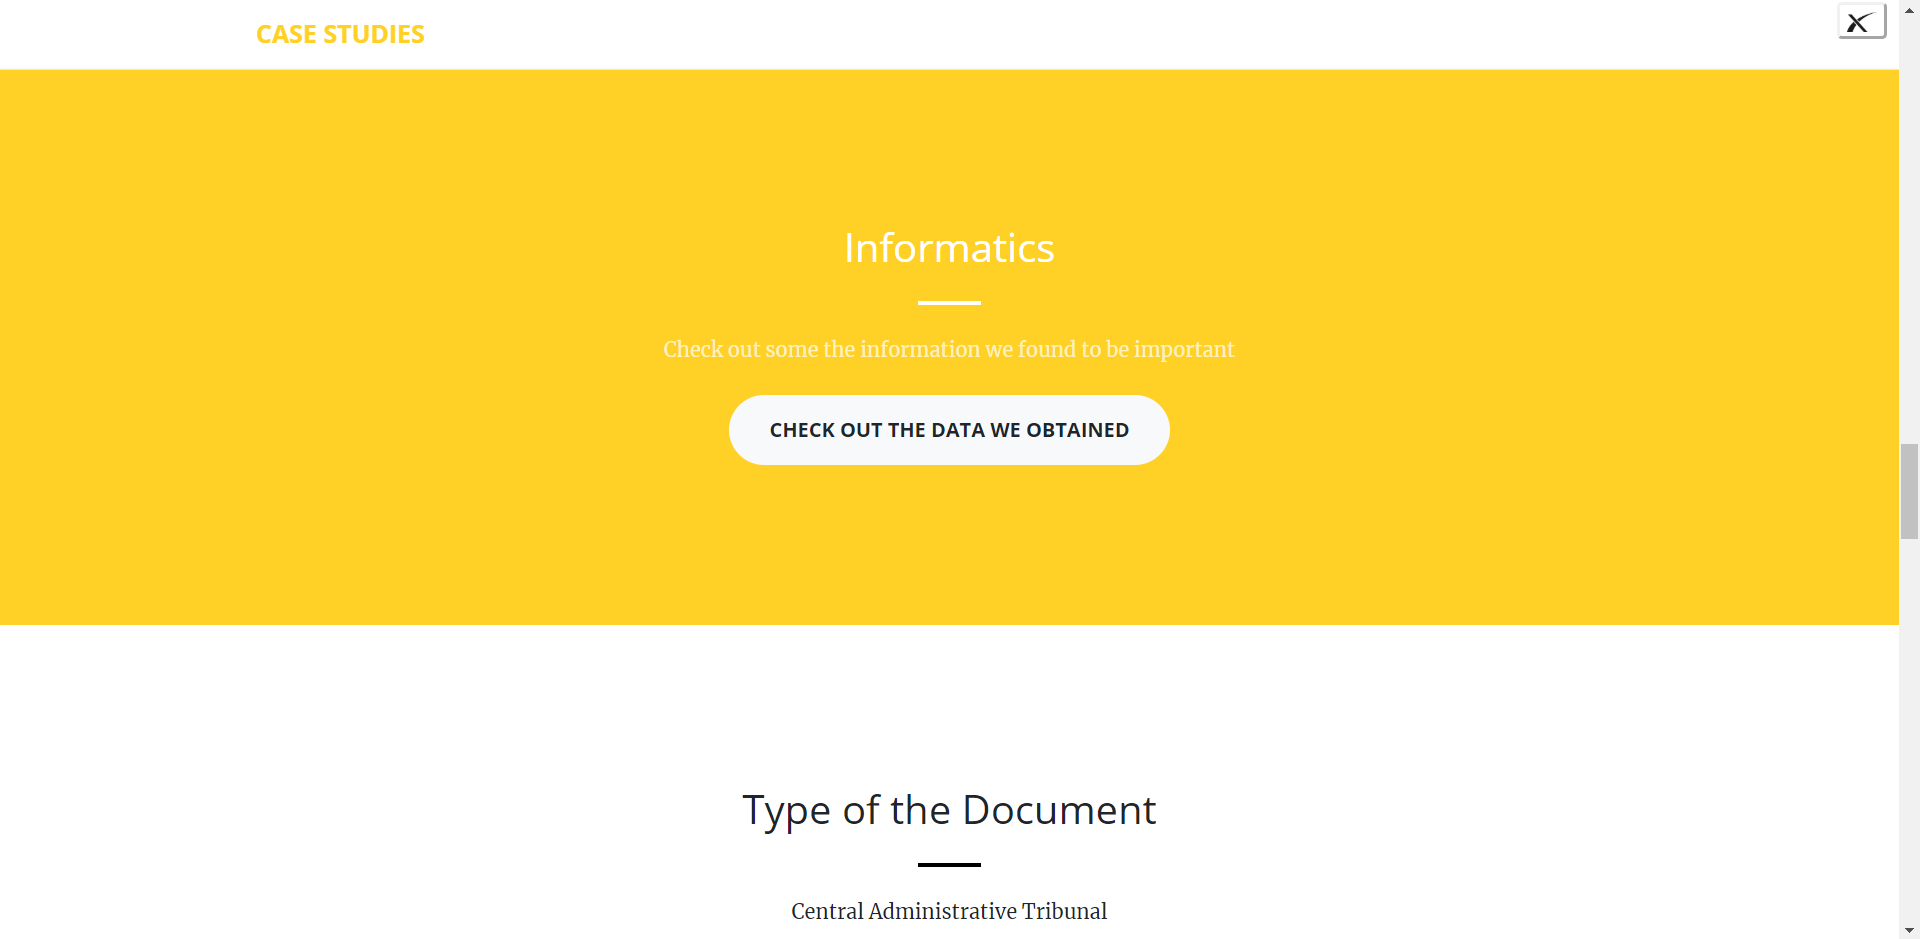 CASE STUDIES
Informatics
Check out some the information we found to be important
CHECK OUT THE DATA WE OBTAINED
Type of the Document
Central Administrative Tribunal